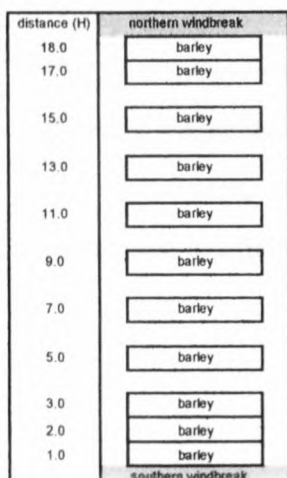 distance (H) northern windbreak
18.0 barley
17.0 barley
15.0 barley
13.0 barley
11.0 barley
9.0 barley
7.0 barley
5.0 barley
3.0 barley
2.0 barley
1.0 barley
southern windbreak